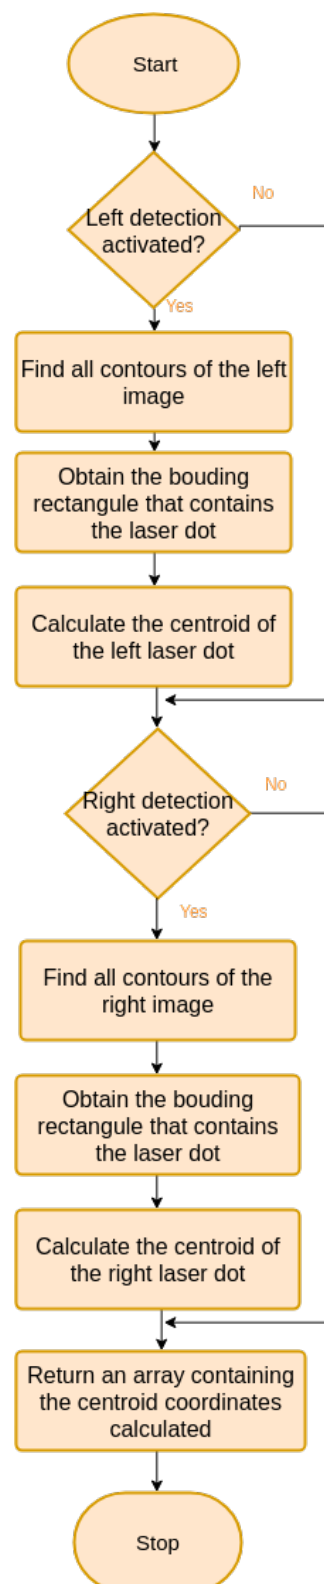 Start
Left detection
activated?
No
Yes
Find all contours of the left
image
Obtain the bouding
rectangule that contains
the laser dot
Calculate the centroid of
the left laser dot
Right detection
activated?
No
Yes
Find all contours of the
right image
Obtain the bouding
rectangule that contains
the laser dot
Calculate the centroid of
the right laser dot
Return an array containing
the centroid coordinates
calculated
Stop